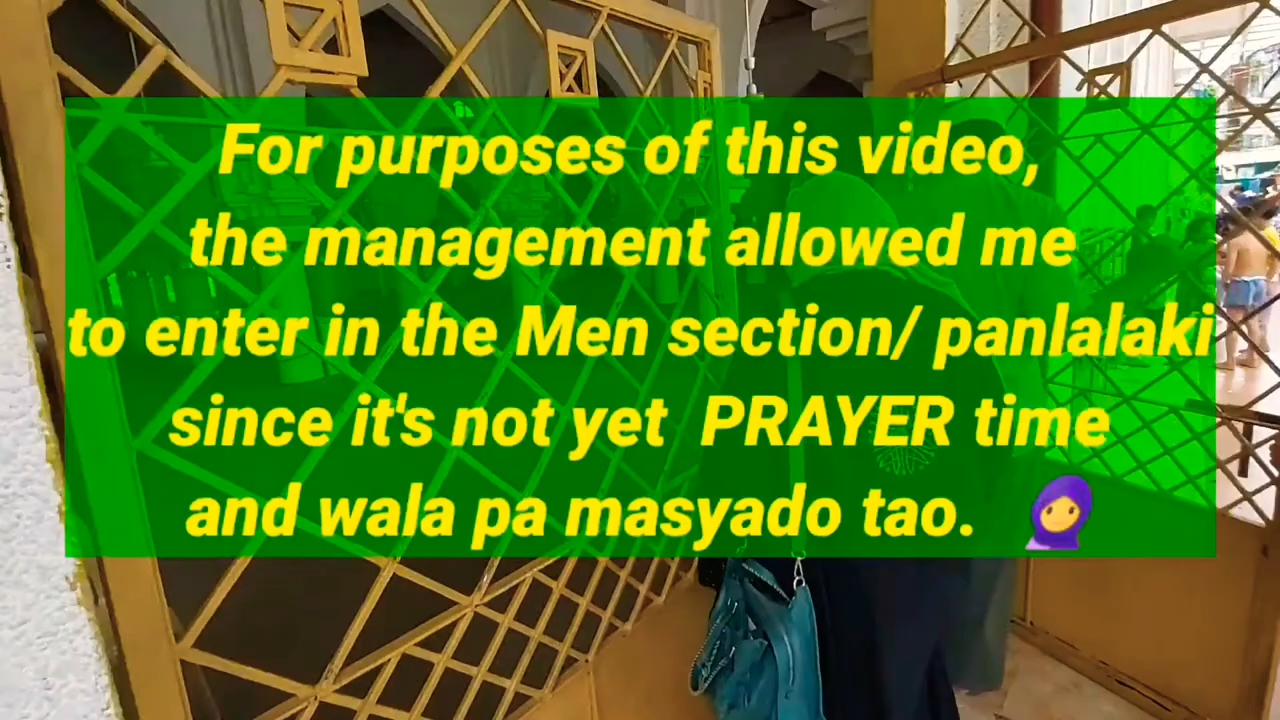 For purposes of this video,
the management allowed me
to enter in the Men section/ panlalaki
since it's not yet PRAYER time
and wala pa masyado tao. 🧕